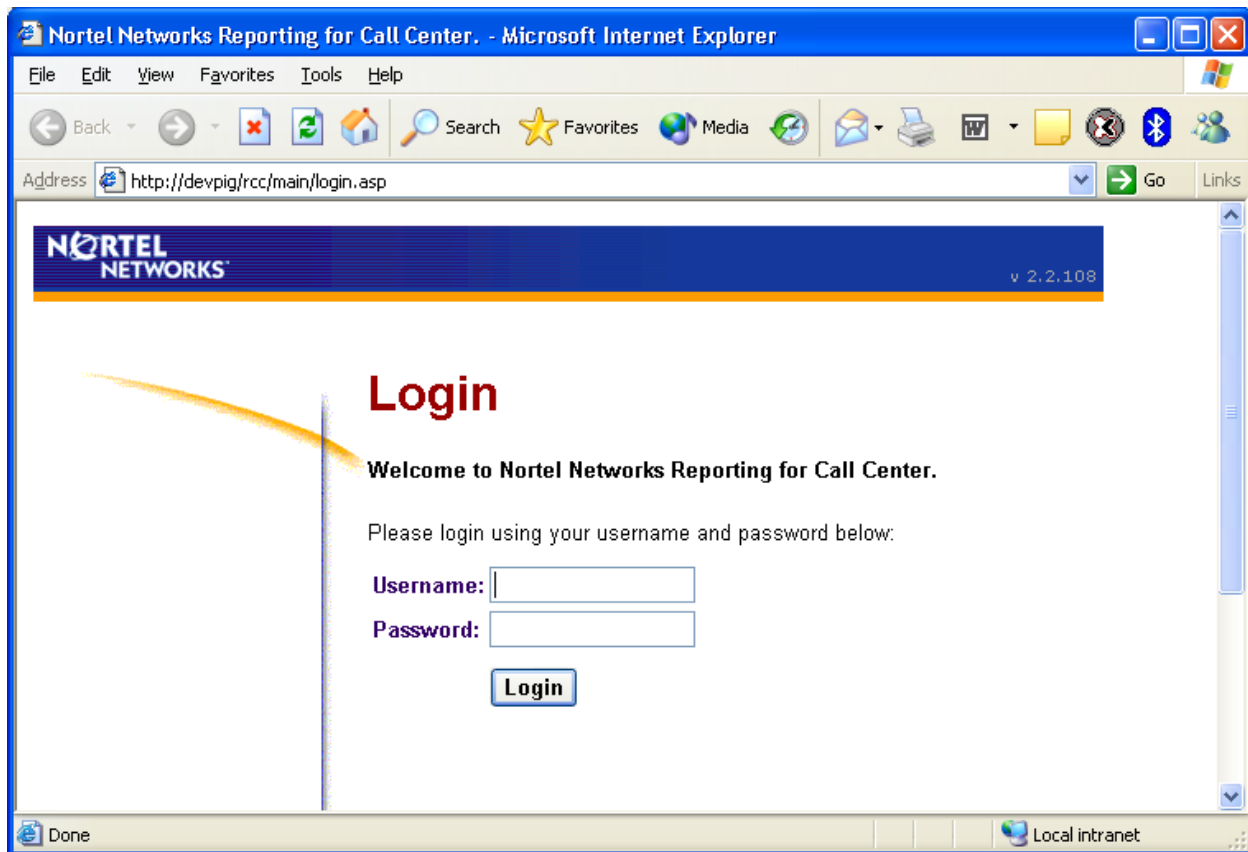 Nortel Networks Reporting for Call Center. - Microsoft Internet Explorer
File Edit View Favorites Tools Help
Back Search Favorites Media
Address http://devpig/rcc/main/login.asp Go Links
NORTEL
NETWORKS
v 2.2.108
Login
Welcome to Nortel Networks Reporting for Call Center.
Please login using your username and password below:
Username:
Password:
Login
Done Local intranet